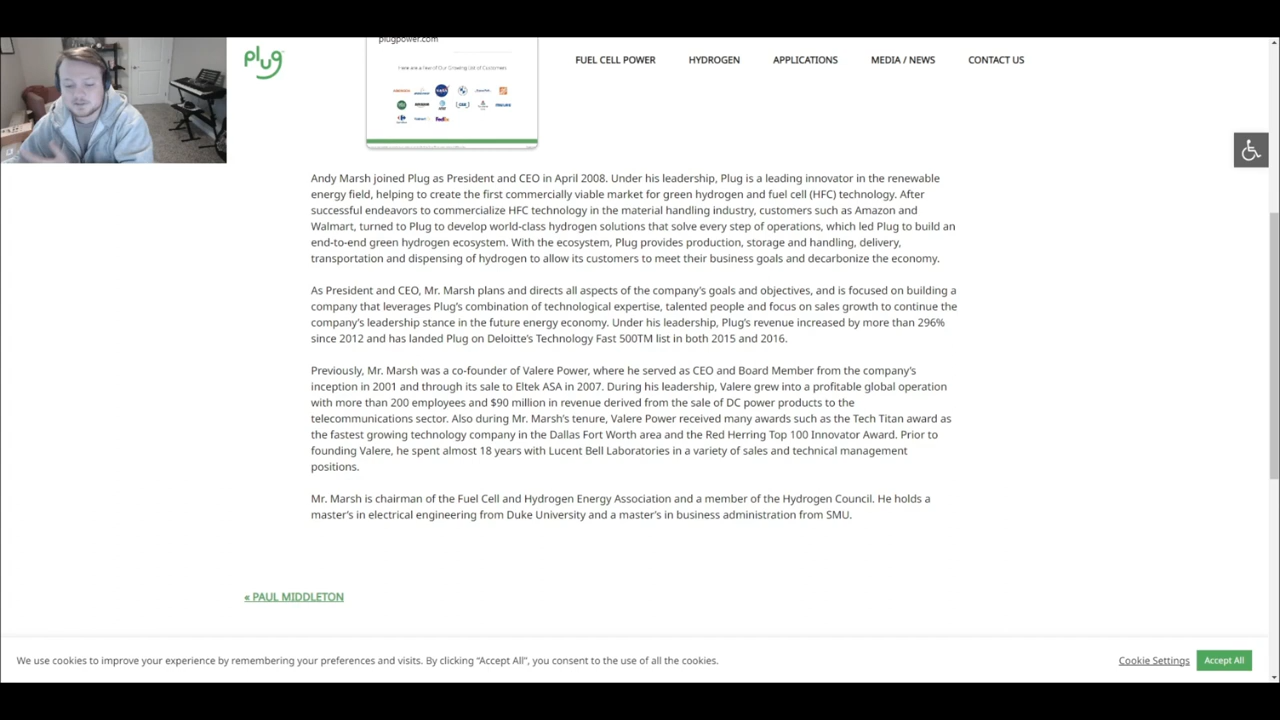 plugpower.com
plug
FUEL CELL POWER
HYDROGEN
APPLICATIONS
MEDIA / NEWS
CONTACT US
Here are a Few of Our Growing List of Customers
FedEx
Andy Marsh joined Plug as President and CEO in April 2008. Under his leadership, Plug is a leading innovator in the renewable
energy field, helping to create the first commercially viable market for green hydrogen and fuel cell (HFC) technology. After
successful endeavors to commercialize HFC technology in the material handling industry, customers such as Amazon and
Walmart, turned to Plug to develop world-class hydrogen solutions that solve every step of operations, which led Plug to build an
end-to-end green hydrogen ecosystem. With the ecosystem, Plug provides production, storage and handling, delivery,
transportation and dispensing of hydrogen to allow its customers to meet their business goals and decarbonize the economy.
As President and CEO, Mr. Marsh plans and directs all aspects of the company's goals and objectives, and is focused on building a
company that leverages Plug's combination of technological expertise, talented people and focus on sales growth to continue the
company's leadership stance in the future energy economy. Under his leadership, Plug's revenue increased by more than 296%
since 2012 and has landed Plug on Deloitte's Technology Fast 500TM list in both 2015 and 2016.
Previously, Mr. Marsh was a co-founder of Valere Power, where he served as CEO and Board Member from the company's
inception in 2001 and through its sale to Eltek ASA in 2007. During his leadership, Valere grew into a profitable global operation
with more than 200 employees and $90 million in revenue derived from the sale of DC power products to the
telecommunications sector. Also during Mr. Marsh's tenure, Valere Power received many awards such as the Tech Titan award as
the fastest growing technology company in the Dallas Fort Worth area and the Red Herring Top 100 Innovator Award. Prior to
founding Valere, he spent almost 18 years with Lucent Bell Laboratories in a variety of sales and technical management
positions.
Mr. Marsh is chairman of the Fuel Cell and Hydrogen Energy Association and a member of the Hydrogen Council. He holds a
master's in electrical engineering from Duke University and a master's in business administration from SMU.
« PAUL MIDDLETON
We use cookies to improve your experience by remembering your preferences and visits. By clicking “Accept All”, you consent to the use of all the cookies.
Cookie Settings
Accept All